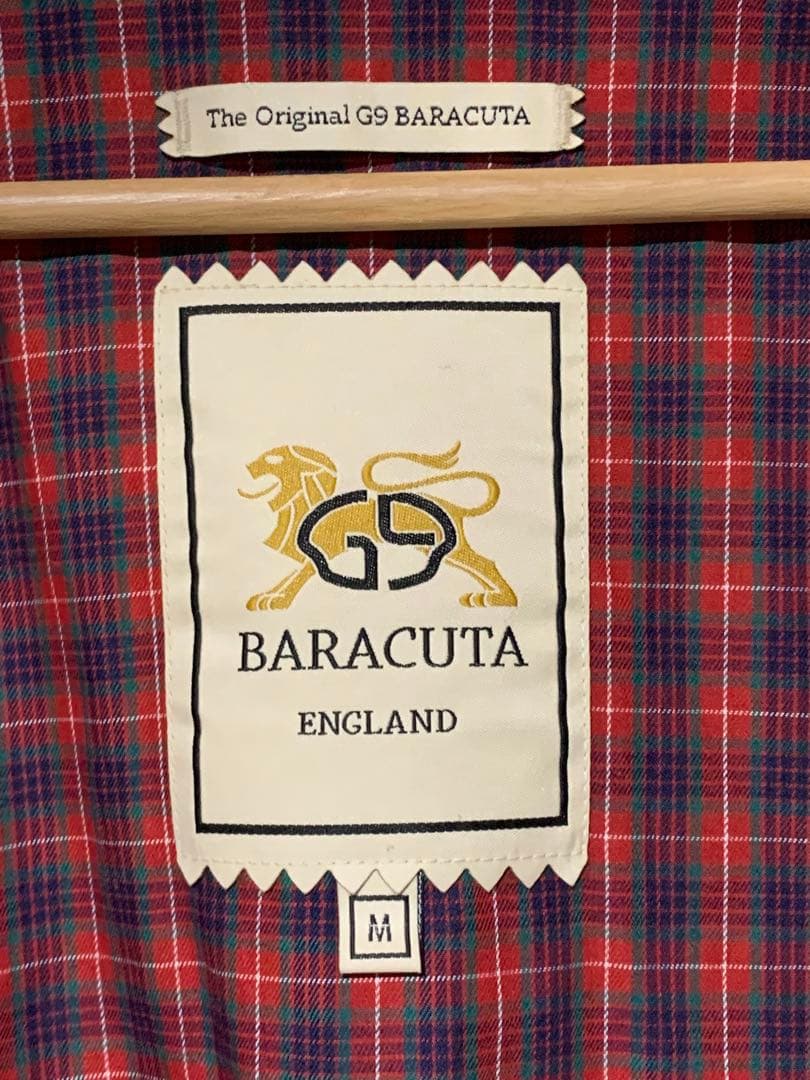 The Original G9 BARACUTA
G9
BARACUTA
ENGLAND
M